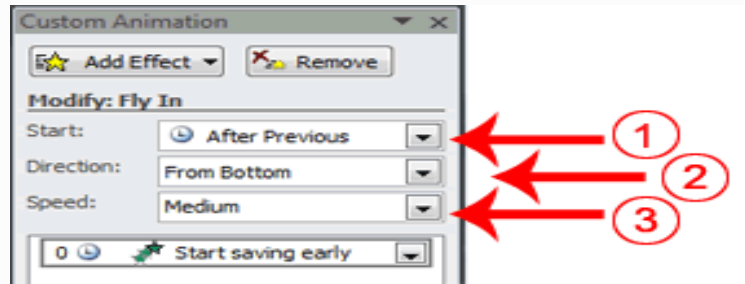 Custom Animation
Add Effect Remove
Modify: Fly In
Start: After Previous 1
Direction: From Bottom 2
Speed: Medium 3
0 Start saving early